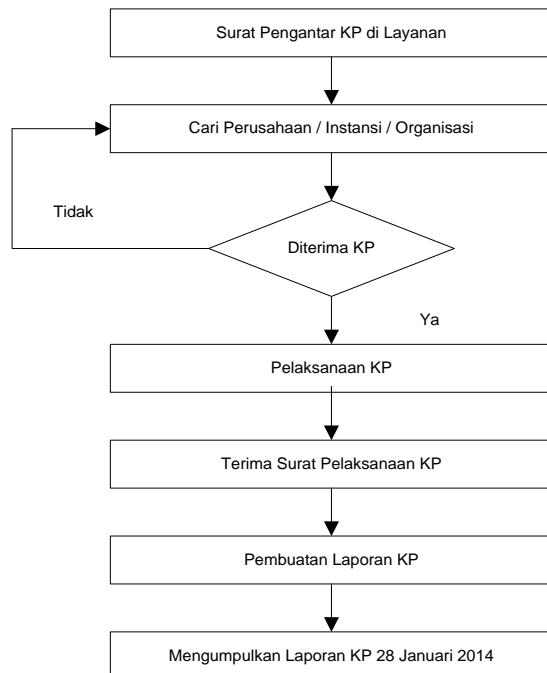 Surat Pengantar KP di Layanan
Cari Perusahaan / Instansi / Organisasi
Tidak
Diterima KP
Ya
Pelaksanaan KP
Terima Surat Pelaksanaan KP
Pembuatan Laporan KP
Mengumpulkan Laporan KP 28 Januari 2014